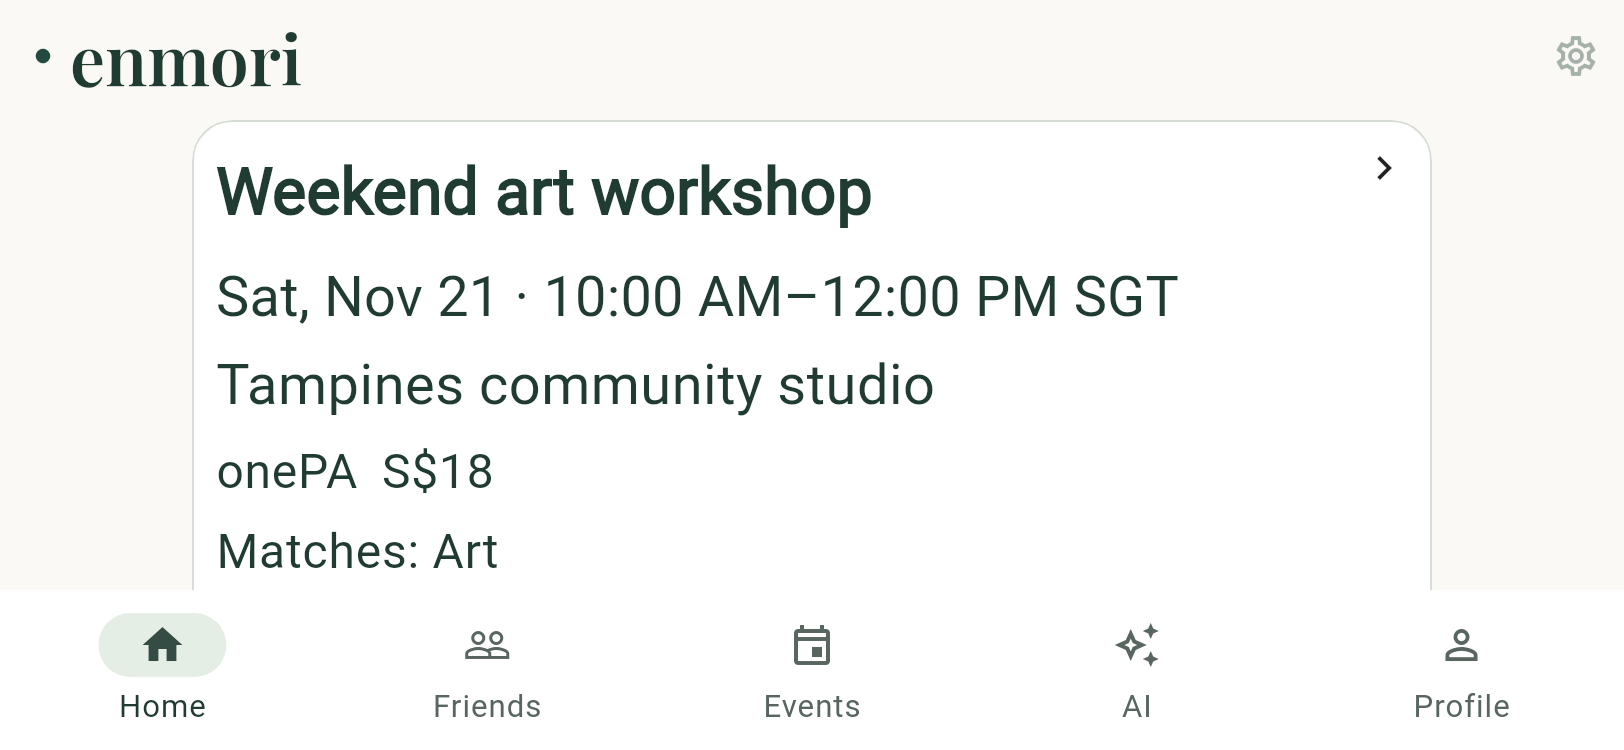 enmori
Weekend art workshop
Sat, Nov 21 · 10:00 AM–12:00 PM SGT
Tampines community studio
onePA S$18
Matches: Art
Home Friends Events AI Profile